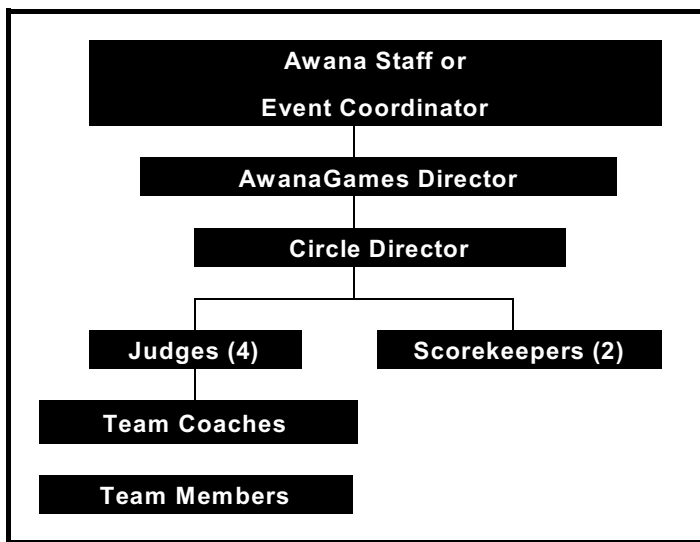 Awana Staff or
Event Coordinator
AwanaGames Director
Circle Director
Judges (4)
Scorekeepers (2)
Team Coaches
Team Members